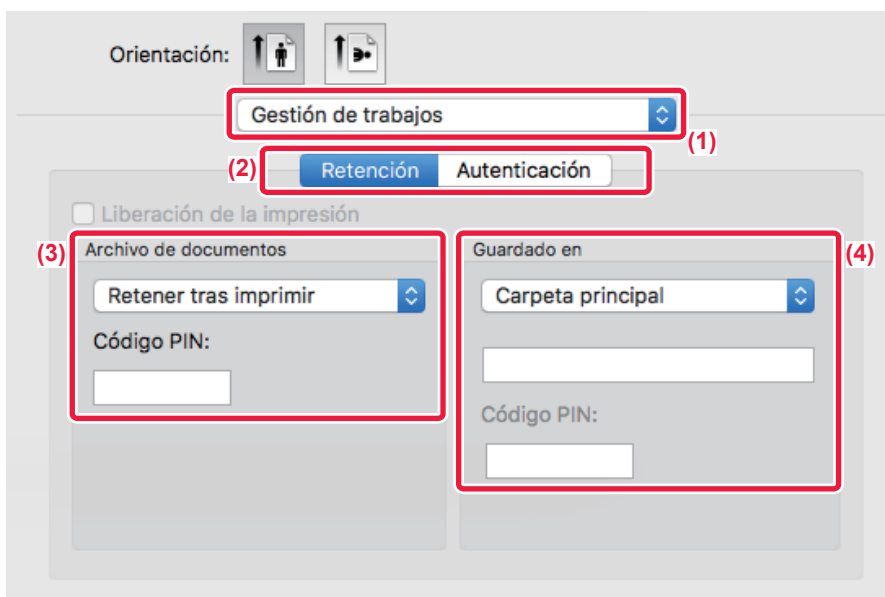 Orientación:
Gestión de trabajos
(1)
(2)
Retención Autenticación
Liberación de la impresión
(3)
Archivo de documentos
Retener tras imprimir
Código PIN:
Guardado en
(4)
Carpeta principal
Código PIN: